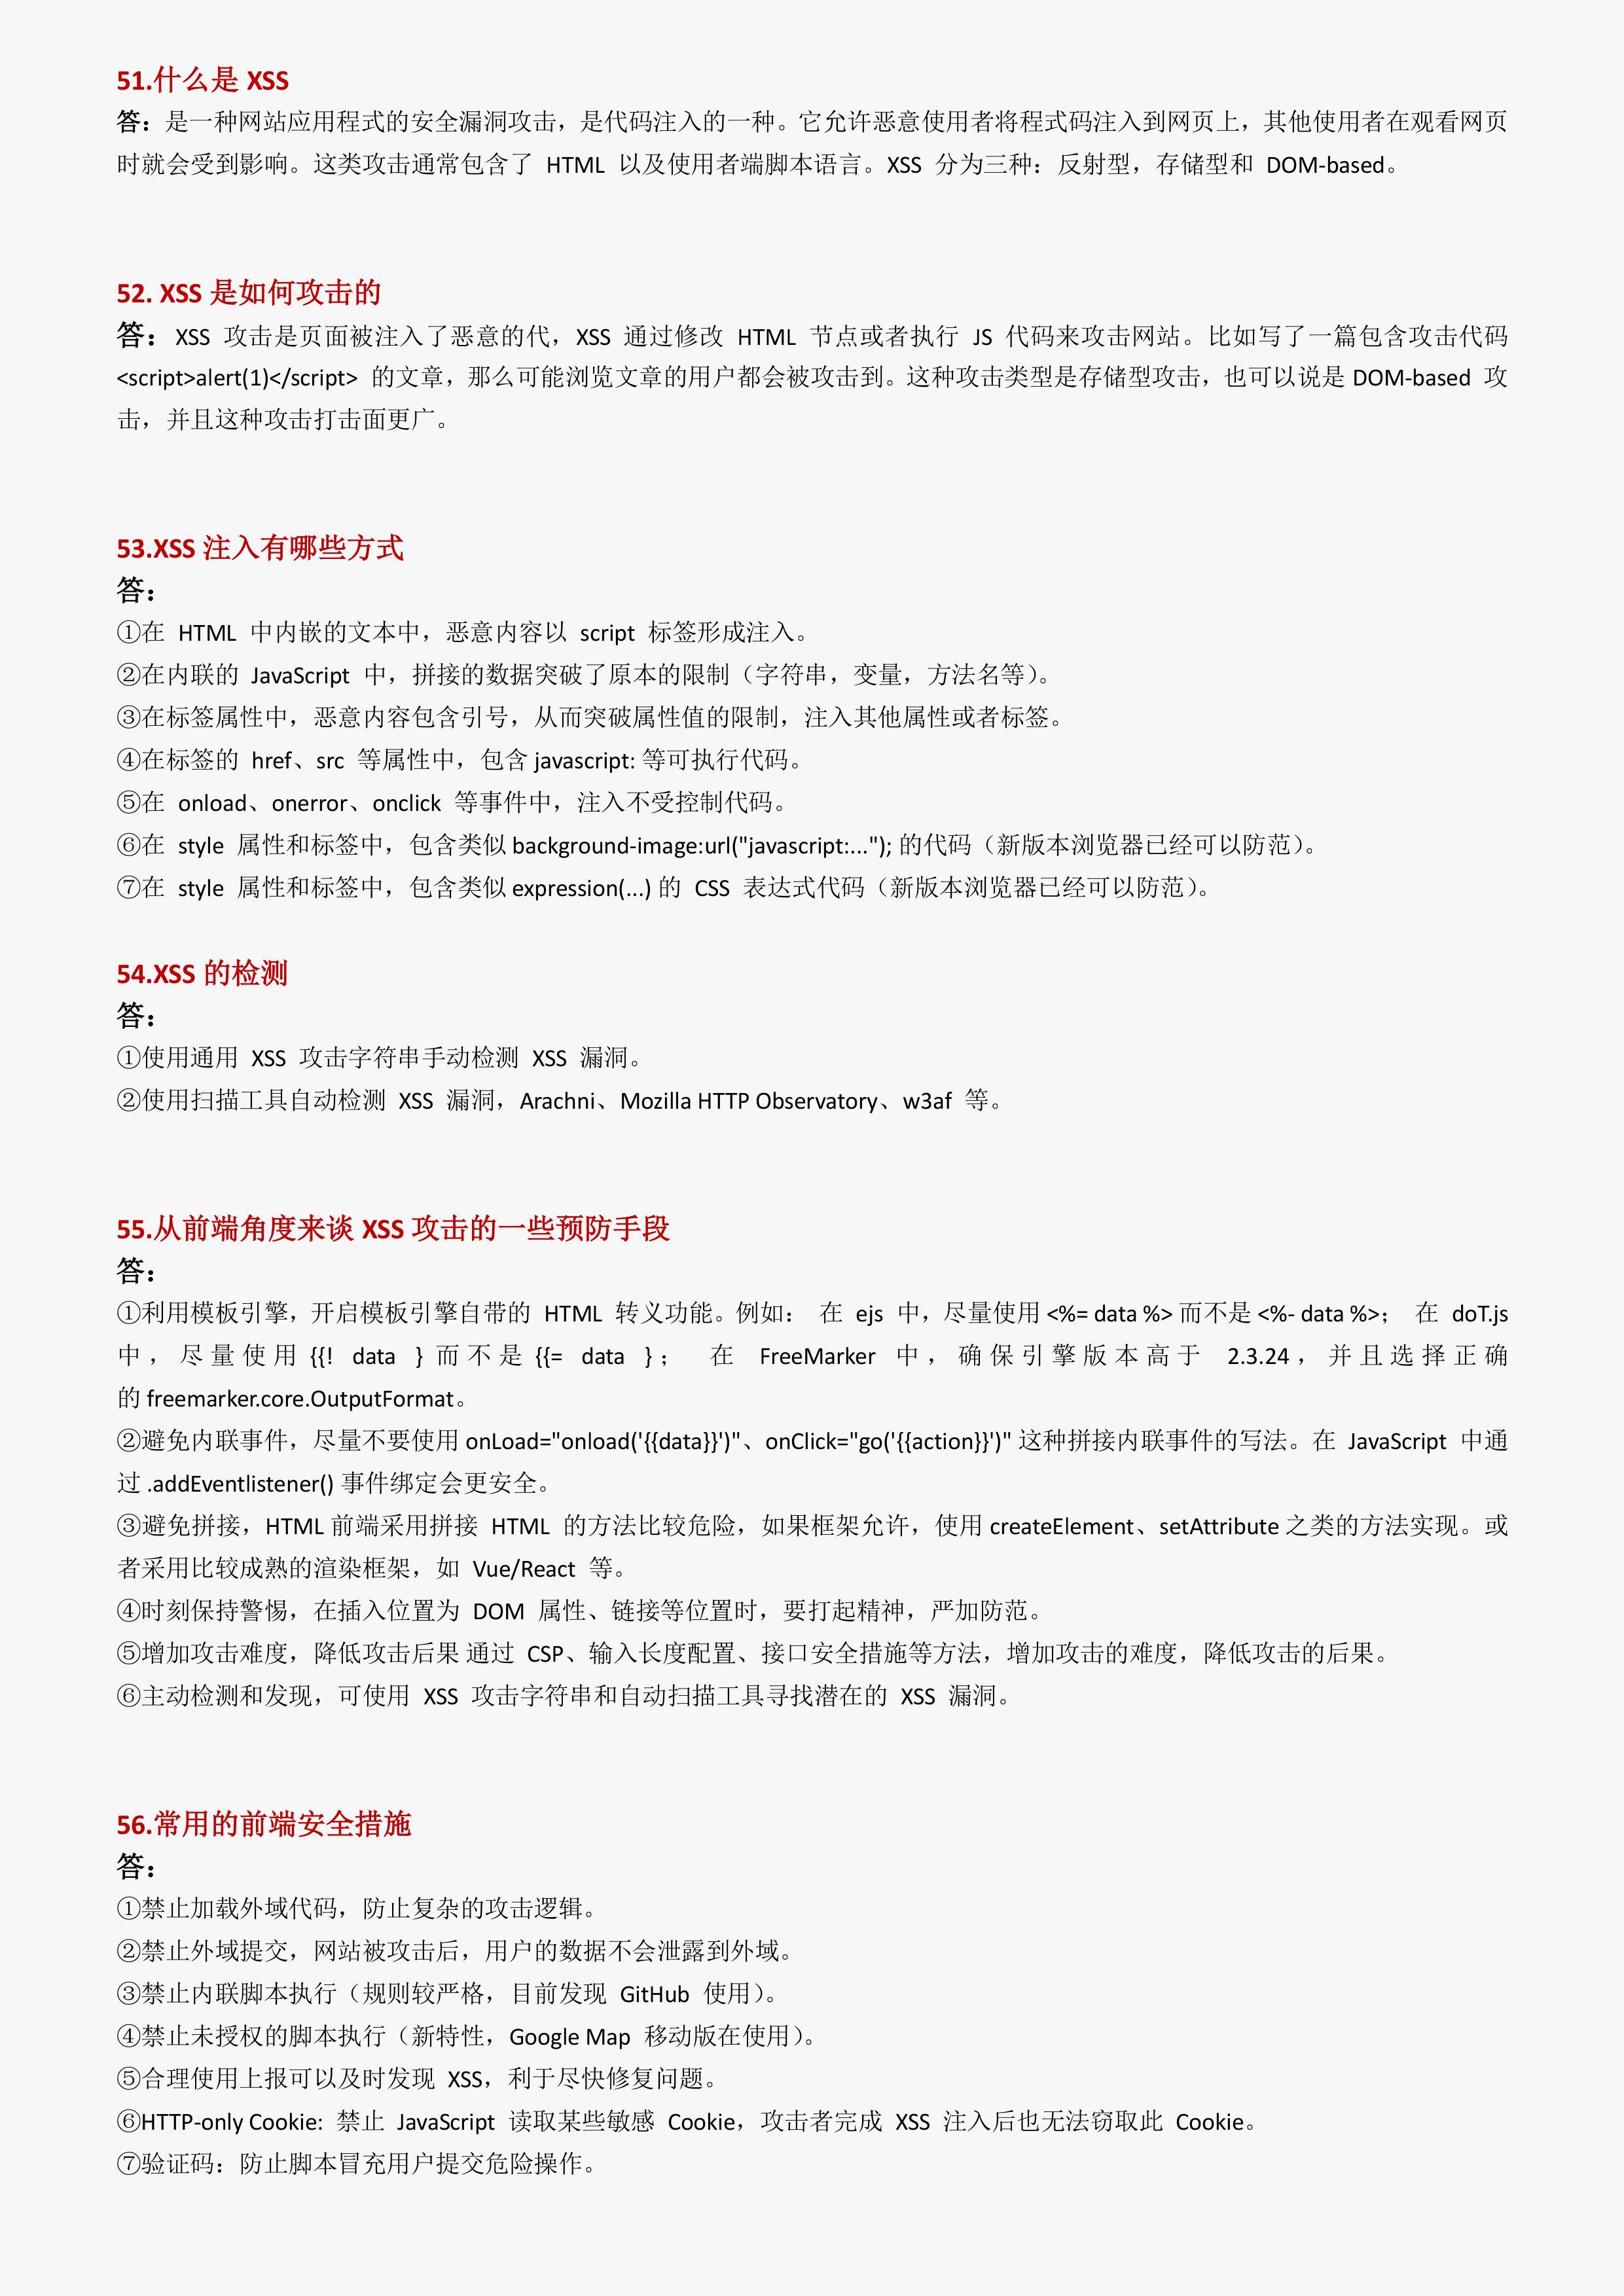 51.什么是 XSS
答：是一种网站应用程式的安全漏洞攻击，是代码注入的一种。它允许恶意使用者将程式码注入到网页上，其他使用者在观看网页
时就会受到影响。这类攻击通常包含了 HTML 以及使用者端脚本语言。XSS 分为三种：反射型，存储型和 DOM-based。
52. XSS 是如何攻击的
答：XSS 攻击是页面被注入了恶意的代，XSS 通过修改 HTML 节点或者执行 JS 代码来攻击网站。比如写了一篇包含攻击代码
<script>alert(1)</script> 的文章，那么可能浏览文章的用户都会被攻击到。这种攻击类型是存储型攻击，也可以说是 DOM-based 攻
击，并且这种攻击打击面更广。
53.XSS 注入有哪些方式
答：
①在 HTML 中内嵌的文本中，恶意内容以 script 标签形成注入。
②在内联的 JavaScript 中，拼接的数据突破了原本的限制（字符串，变量，方法名等）。
③在标签属性中，恶意内容包含引号，从而突破属性值的限制，注入其他属性或者标签。
④在标签的 href、src 等属性中，包含 javascript: 等可执行代码。
⑤在 onload、onerror、onclick 等事件中，注入不受控制代码。
⑥在 style 属性和标签中，包含类似 background-image:url("javascript:..."); 的代码（新版本浏览器已经可以防范）。
⑦在 style 属性和标签中，包含类似 expression(...) 的 CSS 表达式代码（新版本浏览器已经可以防范）。
54.XSS 的检测
答：
①使用通用 XSS 攻击字符串手动检测 XSS 漏洞。
②使用扫描工具自动检测 XSS 漏洞，Arachni、Mozilla HTTP Observatory、w3af 等。
55.从前端角度来谈 XSS 攻击的一些预防手段
答：
①利用模板引擎，开启模板引擎自带的 HTML 转义功能。例如： 在 ejs 中，尽量使用 <%= data %> 而不是 <%- data %>； 在 doT.js
中，尽量使用 {{! data } 而不是 {{= data }； 在 FreeMarker 中，确保引擎版本高于 2.3.24，并且选择正确
的 freemarker.core.OutputFormat。
②避免内联事件，尽量不要使用 onLoad="onload('{{data}}')"、onClick="go('{{action}}')" 这种拼接内联事件的写法。在 JavaScript 中通
过 .addEventlistener() 事件绑定会更安全。
③避免拼接，HTML 前端采用拼接 HTML 的方法比较危险，如果框架允许，使用 createElement、setAttribute 之类的方法实现。或
者采用比较成熟的渲染框架，如 Vue/React 等。
④时刻保持警惕，在插入位置为 DOM 属性、链接等位置时，要打起精神，严加防范。
⑤增加攻击难度，降低攻击后果 通过 CSP、输入长度配置、接口安全措施等方法，增加攻击的难度，降低攻击的后果。
⑥主动检测和发现，可使用 XSS 攻击字符串和自动扫描工具寻找潜在的 XSS 漏洞。
56.常用的前端安全措施
答：
①禁止加载外域代码，防止复杂的攻击逻辑。
②禁止外域提交，网站被攻击后，用户的数据不会泄露到外域。
③禁止内联脚本执行（规则较严格，目前发现 GitHub 使用）。
④禁止未授权的脚本执行（新特性，Google Map 移动版在使用）。
⑤合理使用上报可以及时发现 XSS，利于尽快修复问题。
⑥HTTP-only Cookie: 禁止 JavaScript 读取某些敏感 Cookie，攻击者完成 XSS 注入后也无法窃取此 Cookie。
⑦验证码：防止脚本冒充用户提交危险操作。